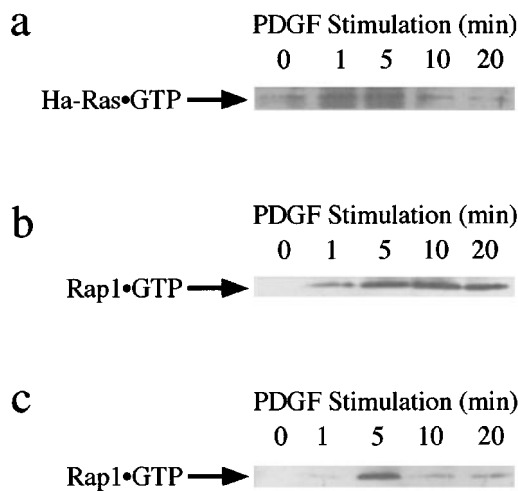 a
PDGF Stimulation (min)
0 1 5 10 20
Ha-Ras•GTP
b
PDGF Stimulation (min)
0 1 5 10 20
Rap1•GTP
c
PDGF Stimulation (min)
0 1 5 10 20
Rap1•GTP